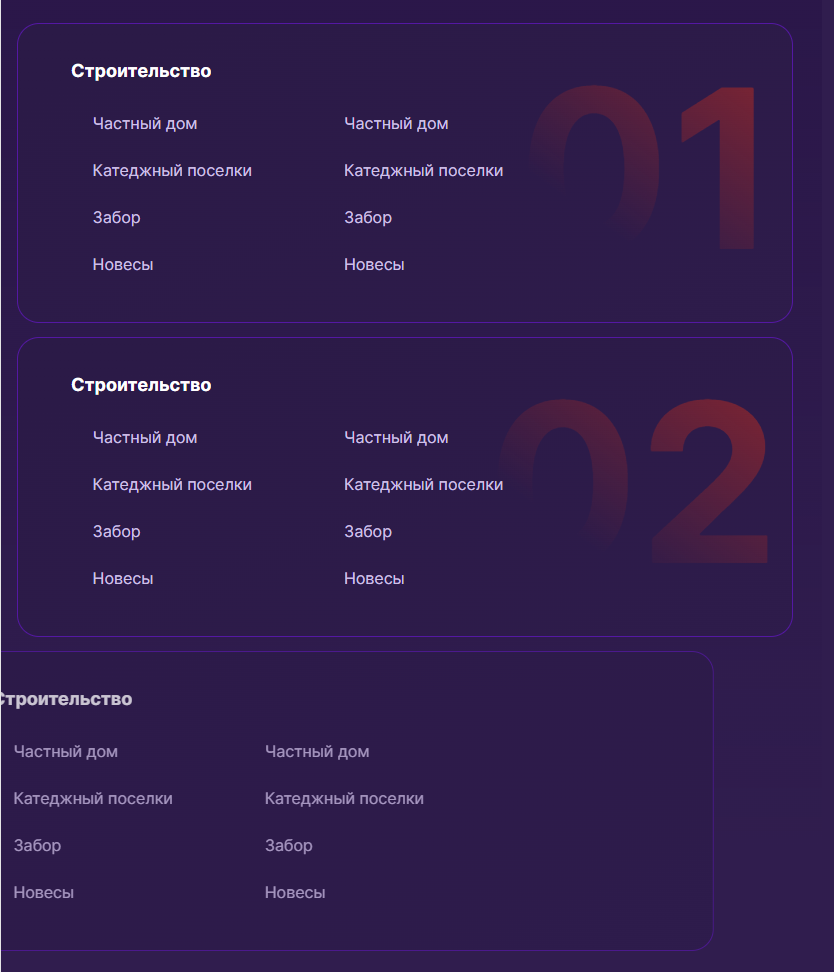 Строительство
01
Частный дом Частный дом
Катеджный поселки Катеджный поселки
Забор Забор
Новесы Новесы
Строительство
02
Частный дом Частный дом
Катеджный поселки Катеджный поселки
Забор Забор
Новесы Новесы
Строительство
Частный дом Частный дом
Катеджный поселки Катеджный поселки
Забор Забор
Новесы Новесы